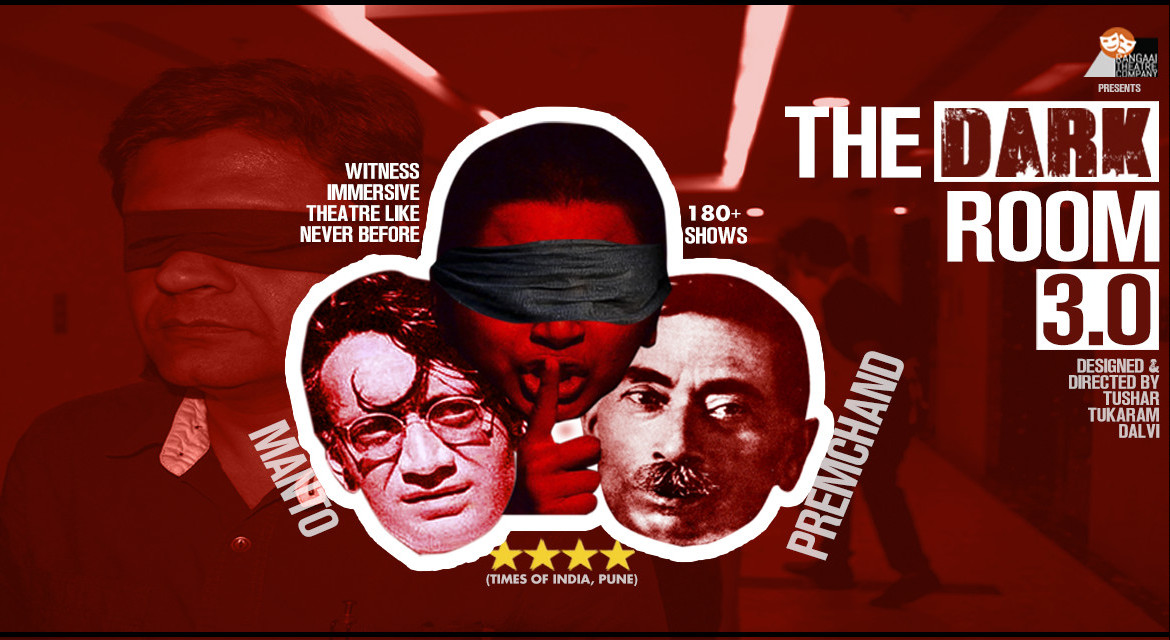 RANGAAI
THEATRE
COMPANY
PRESENTS
THE DARK
ROOM
3.0
DESIGNED &
DIRECTED BY
TUSHAR
TUKARAM
DALVI
WITNESS
IMMERSIVE
THEATRE LIKE
NEVER BEFORE
180+
SHOWS
MANTO
PREMCHAND
(TIMES OF INDIA, PUNE)